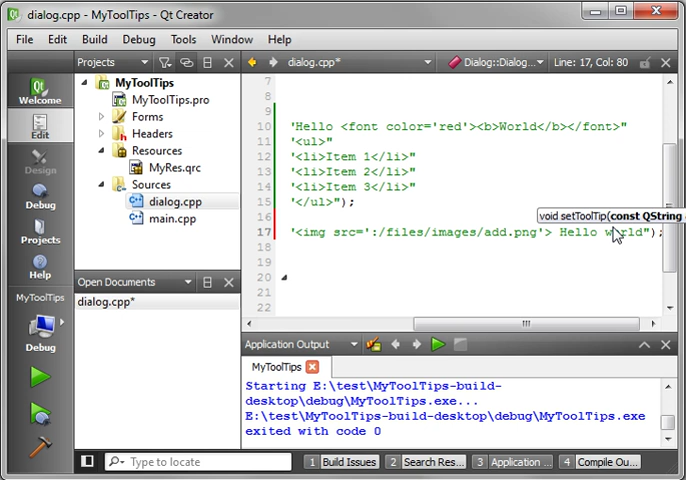 dialog.cpp - MyToolTips - Qt Creator
File Edit Build Debug Tools Window Help
Projects dialog.cpp* Dialog::Dialog... Line: 17, Col: 80
Welcome
Edit
Design
Debug
Projects
Help
MyToolTips
Debug
MyToolTips
MyToolTips.pro
Forms
Headers
Resources
MyRes.qrc
Sources
dialog.cpp
main.cpp
Open Documents
dialog.cpp*
7
8
9
10 'Hello <font color='red'><b>World</b></font>"
11 '<ul>"
12 '<li>Item 1</li>"
13 '<li>Item 2</li>"
14 '<li>Item 3</li>"
15 '</ul>");
16
void setToolTip(const QString
17 '<img src=':/files/images/add.png'> Hello world");
18
20
21
22
Application Output
MyToolTips
Starting E:\test\MyToolTips-build-
desktop\debug\MyToolTips.exe...
E:\test\MyToolTips-build-desktop\debug\MyToolTips.exe
exited with code 0
Type to locate 1 Build Issues 2 Search Res... 3 Application ... 4 Compile Ou...